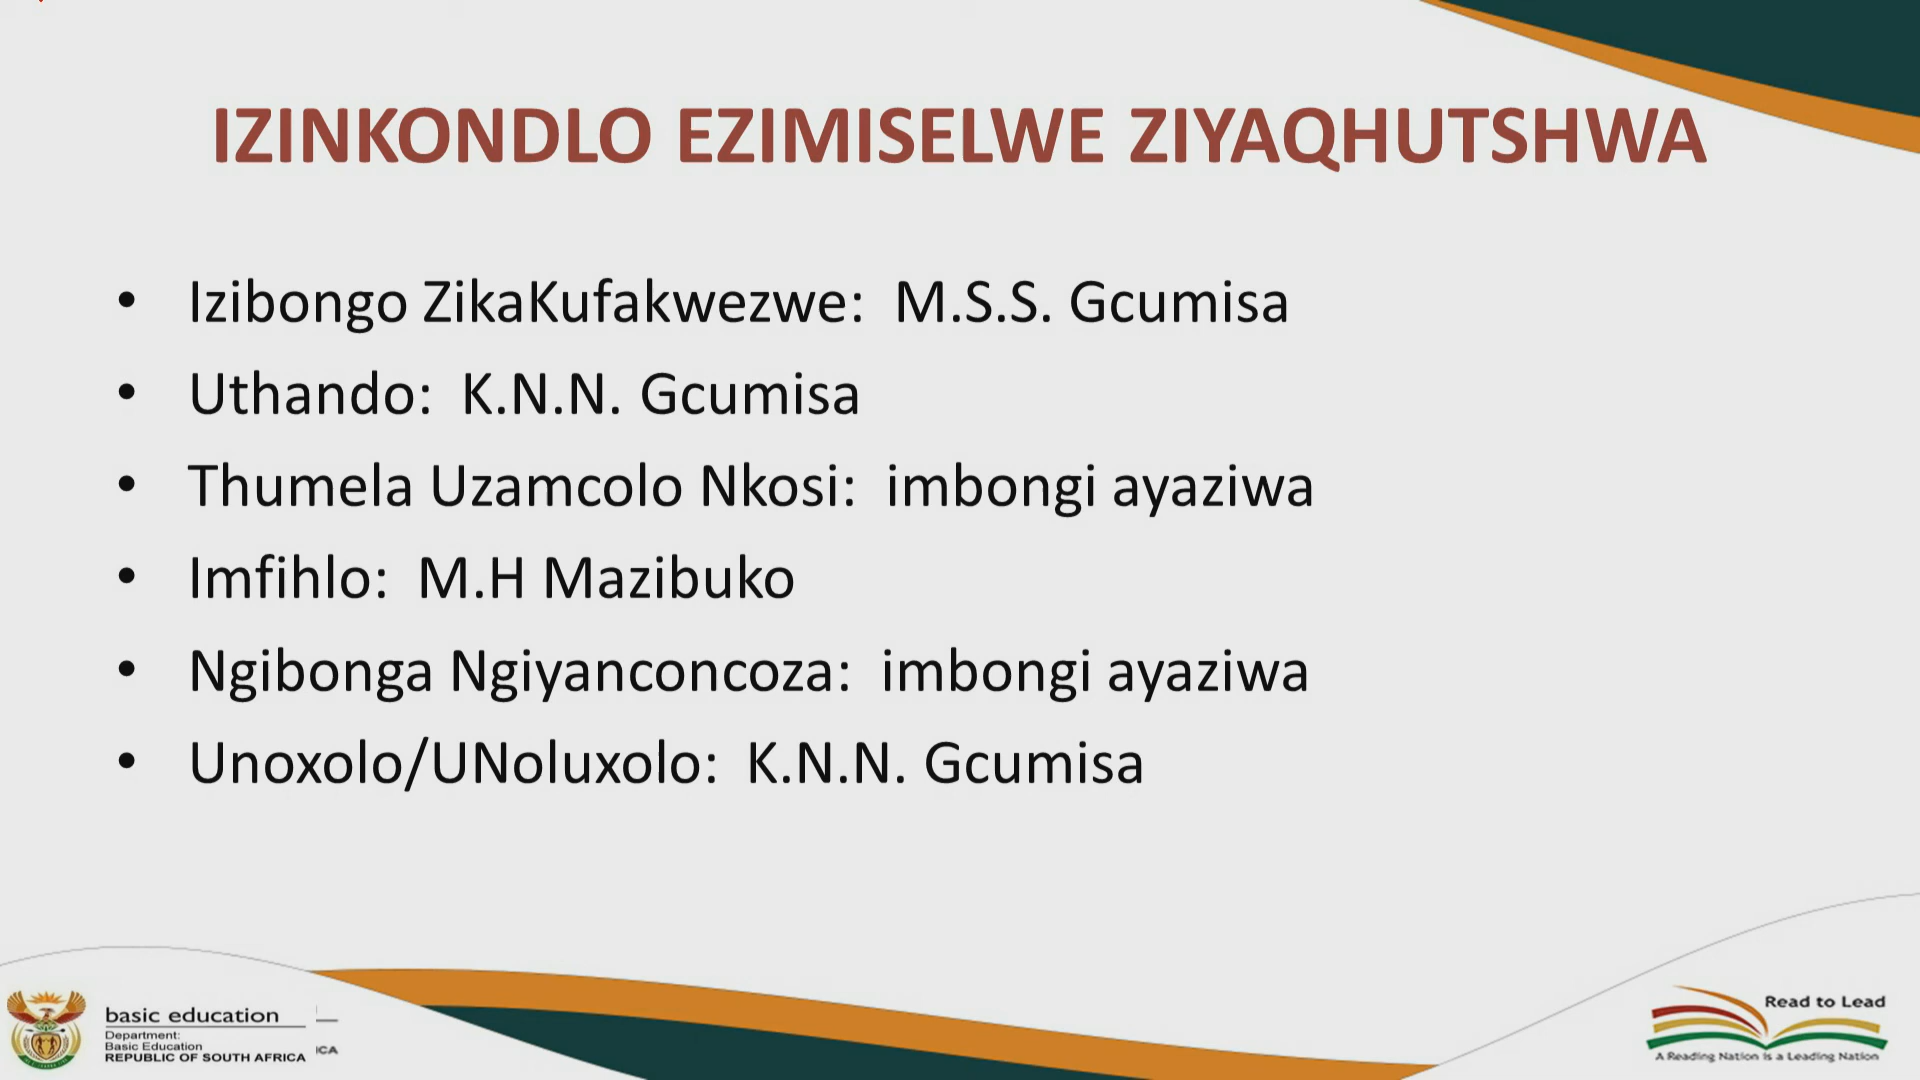 IZINKONDLO EZIMISELWE ZIYAQHUTSHWA
• Izibongo ZikaKufakwezwe: M.S.S. Gcumisa
• Uthando: K.N.N. Gcumisa
• Thumela Uzamcolo Nkosi: imbongi ayaziwa
• Imfihlo: M.H Mazibuko
• Ngibonga Ngiyanconcoza: imbongi ayaziwa
• Unoxolo/UNoluxolo: K.N.N. Gcumisa
basic education
Department:
Basic Education
REPUBLIC OF SOUTH AFRICA
ICA
Read to Lead
A Reading Nation is a Leading Nation